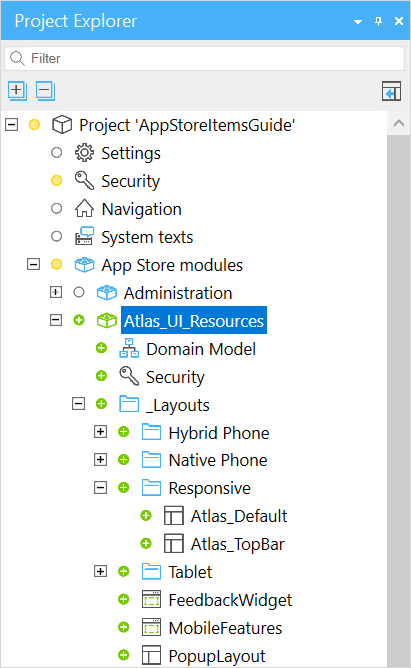 Project Explorer
Filter
Project 'AppStoreItemsGuide'
Settings
Security
Navigation
System texts
App Store modules
Administration
Atlas_UI_Resources
Domain Model
Security
_Layouts
Hybrid Phone
Native Phone
Responsive
Atlas_Default
Atlas_TopBar
Tablet
FeedbackWidget
MobileFeatures
PopupLayout